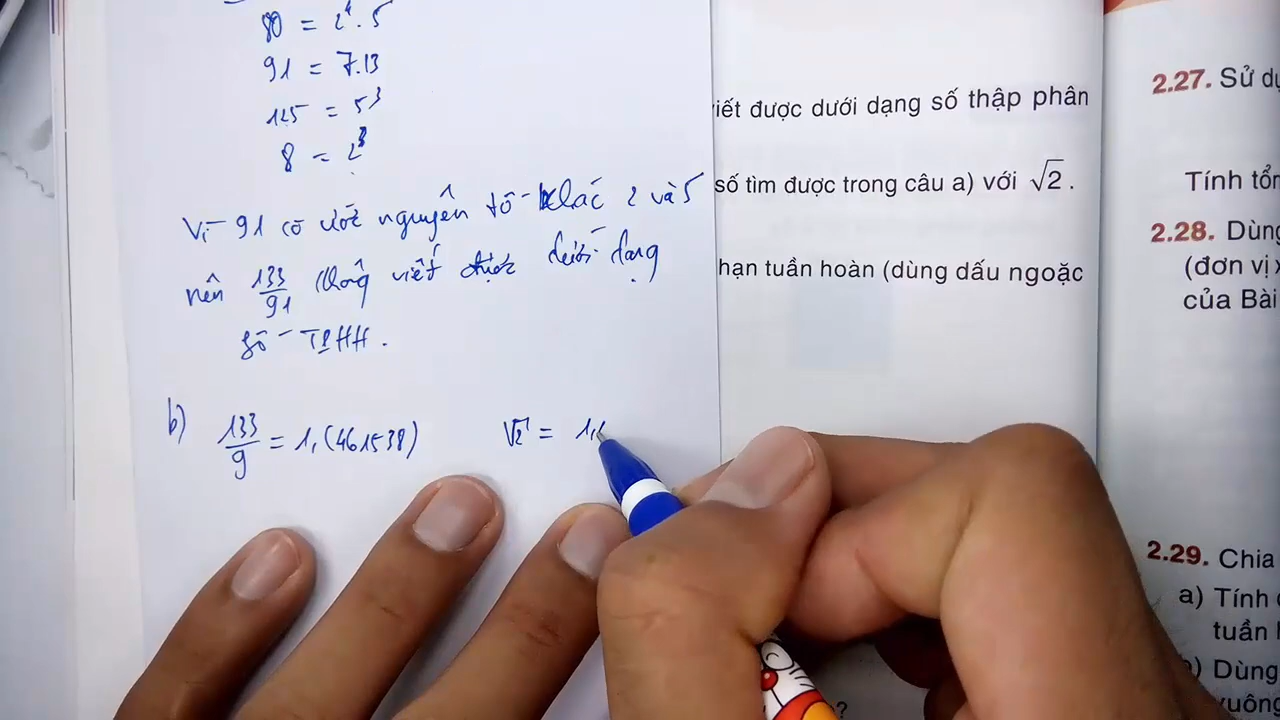 80 = 2⁴.5
91 = 7.13
125 = 5³
8 = 2³
Vì 91 có ước nguyên tố khác 2 và 5
nên 133/91 không viết được dưới dạng
số TPHH.
b) 133/9 = 1,(461538) √2 = 1,4
iết được dưới dạng số thập phân
số tìm được trong câu a) với √2.
hạn tuần hoàn (dùng dấu ngoặc
?
2.27. Sử dụ
Tính tổn
2.28. Dùng
(đơn vị x
của Bài
2.29. Chia
a) Tính
tuần
) Dùng
vuông